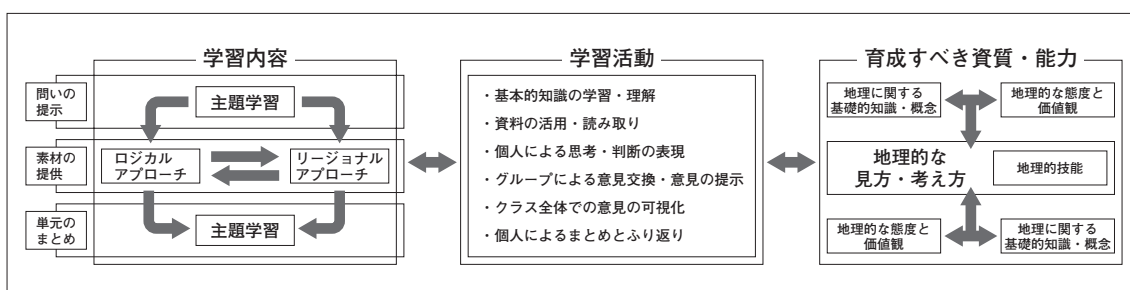 学習内容
問いの
提示
主題学習
素材の
提供
ロジカル
アプローチ
リージョナル
アプローチ
単元の
まとめ
主題学習
学習活動
・基本的知識の学習・理解
・資料の活用・読み取り
・個人による思考・判断の表現
・グループによる意見交換・意見の提示
・クラス全体での意見の可視化
・個人によるまとめとふり返り
育成すべき資質・能力
地理に関する
基礎的知識・概念
地理的な態度と
価値観
地理的な
見方・考え方
地理的技能
地理的な態度と
価値観
地理に関する
基礎的知識・概念